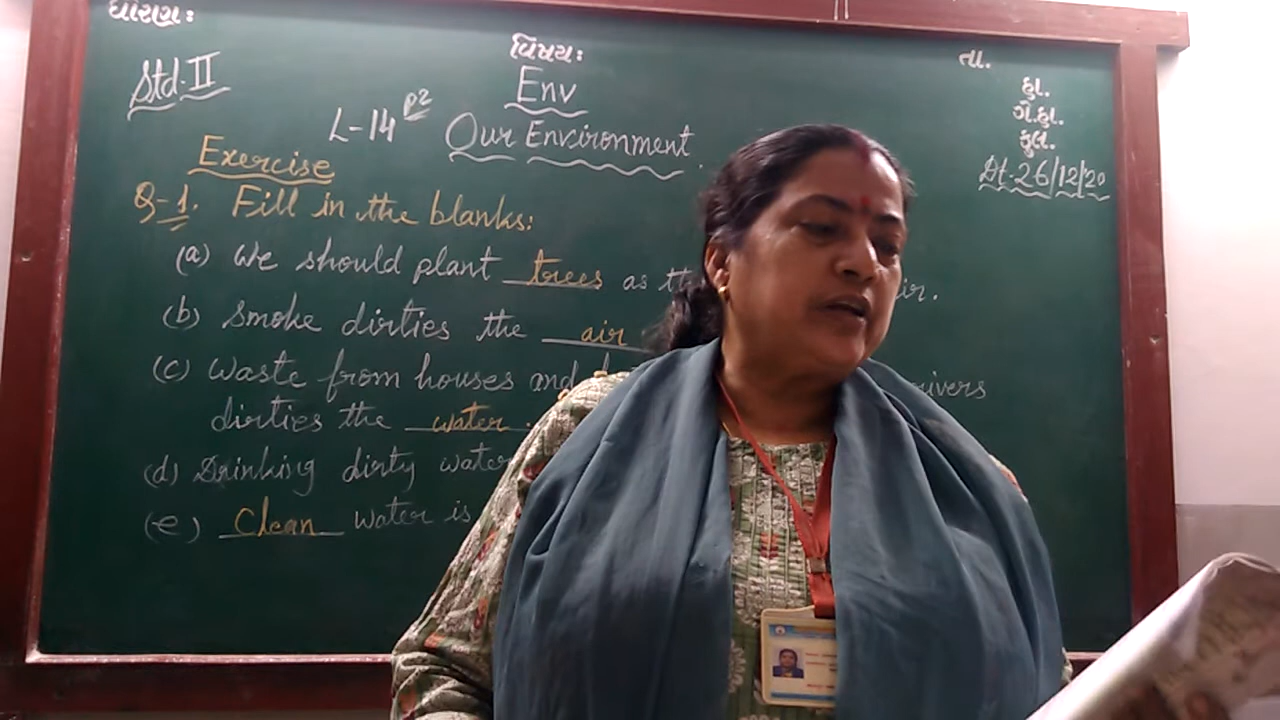 ધોરણ:
વિષય:
તા.
Std-II
Env
હા.
ગે.હા.
કુલ.
L-14 P2 Our Environment.
Dt.26/12/20
Exercise
Q-1. Fill in the blanks:
(a) We should plant trees as ir.
(b) Smoke dirties the air
(c) Waste from houses and rivers
dirties the water.
(d) Drinking dirty water
(e) Clean water is